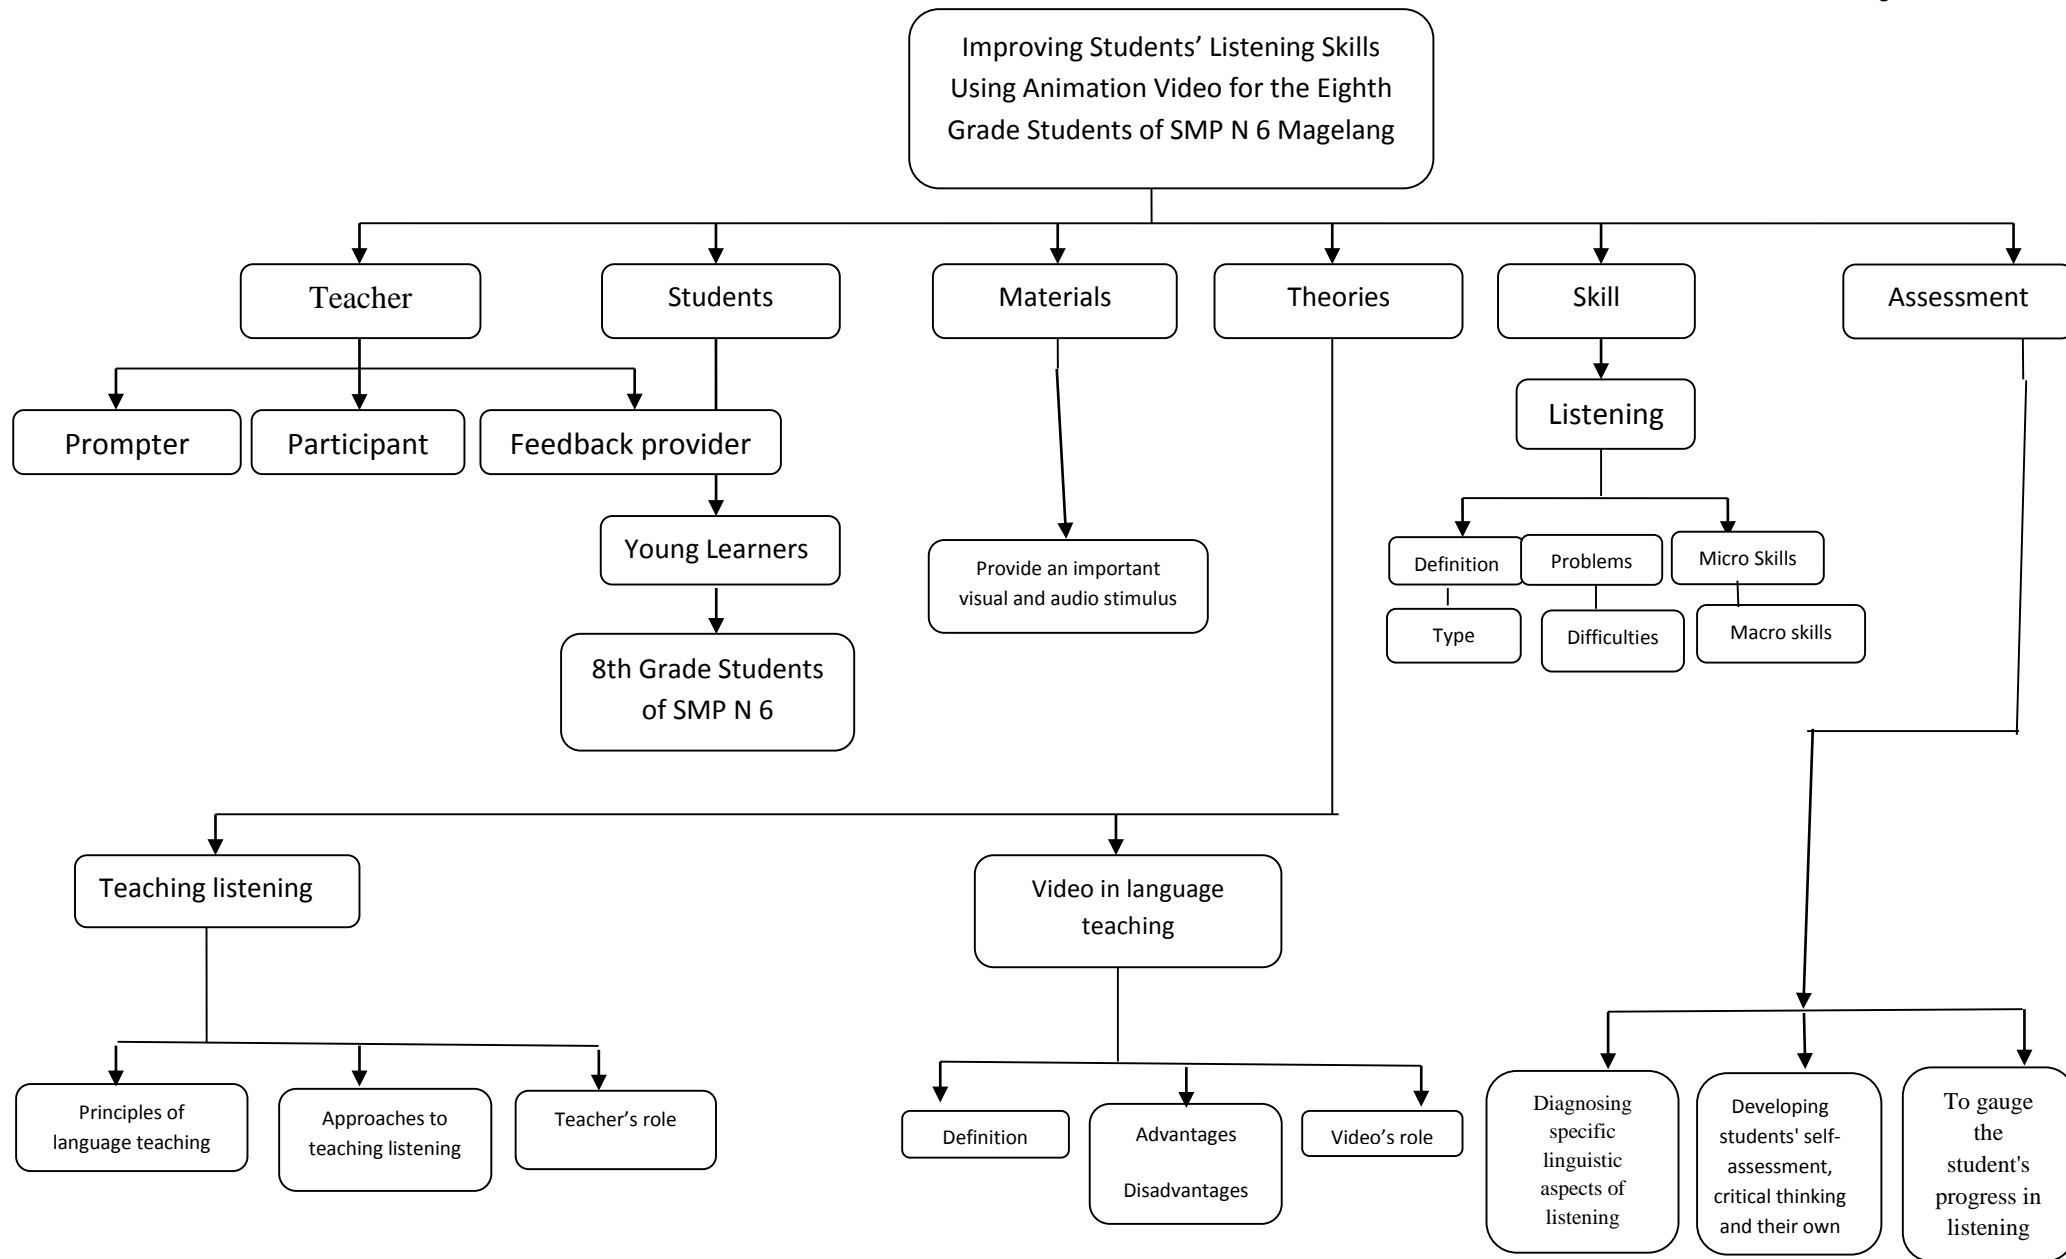 Improving Students’ Listening Skills
Using Animation Video for the Eighth
Grade Students of SMP N 6 Magelang
Teacher
Students
Materials
Theories
Skill
Assessment
Prompter
Participant
Feedback provider
Listening
Young Learners
Provide an important
visual and audio stimulus
Definition
Problems
Micro Skills
Type
Difficulties
Macro skills
8th Grade Students
of SMP N 6
Teaching listening
Video in language
teaching
Principles of
language teaching
Approaches to
teaching listening
Teacher’s role
Definition
Advantages
Disadvantages
Video’s role
Diagnosing
specific
linguistic
aspects of
listening
Developing
students' self-
assessment,
critical thinking
and their own
To gauge
the
student's
progress in
listening